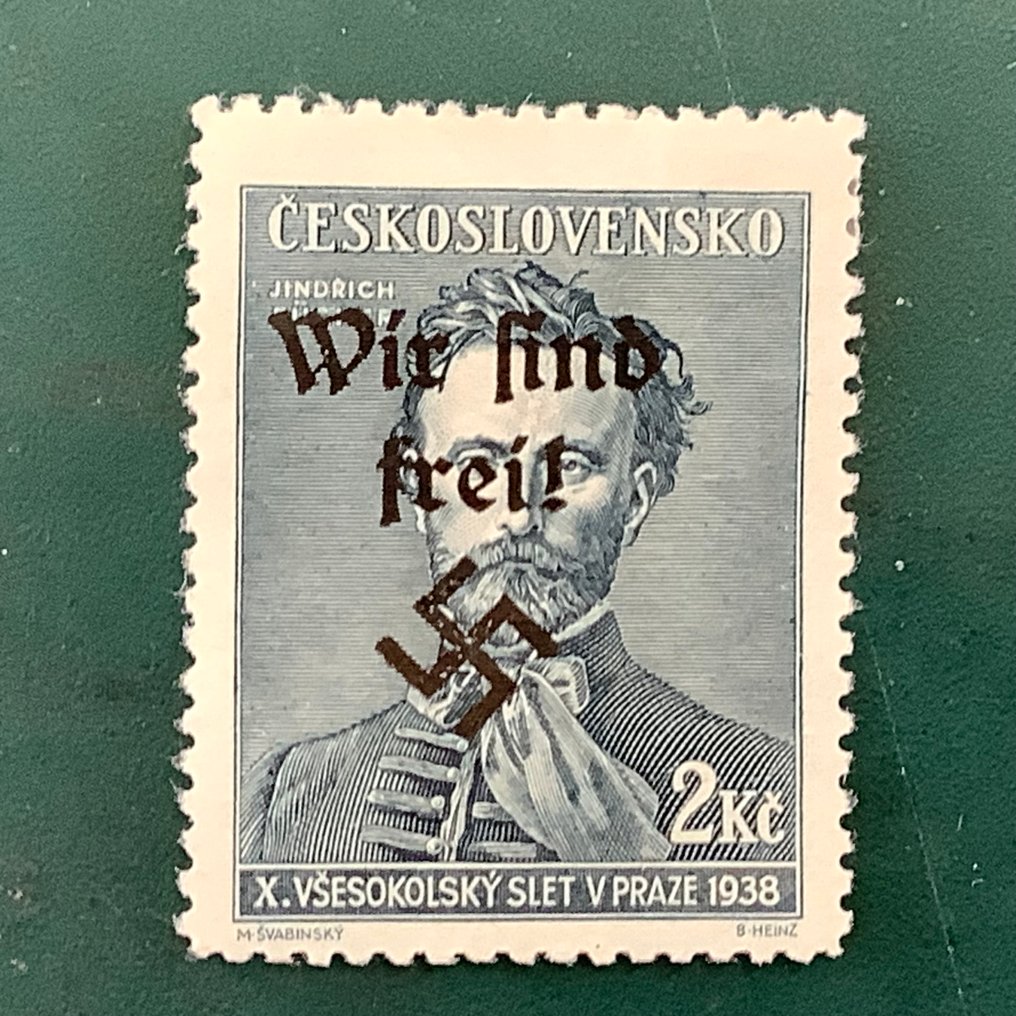 ČESKOSLOVENSKO
JINDŘICH
Wir sind
frei!
2Kč
X. VŠESOKOLSKÝ SLET V PRAZE 1938
M·ŠVABINSKÝ
B·HEINZ